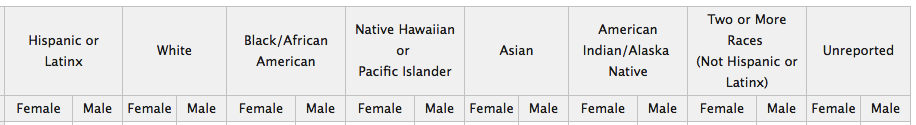 Hispanic or
Latinx
White
Black/African
American
Native Hawaiian
or
Pacific Islander
Asian
American
Indian/Alaska
Native
Two or More
Races
(Not Hispanic or
Latinx)
Unreported
Female Male Female Male Female Male Female Male Female Male Female Male Female Male Female Male